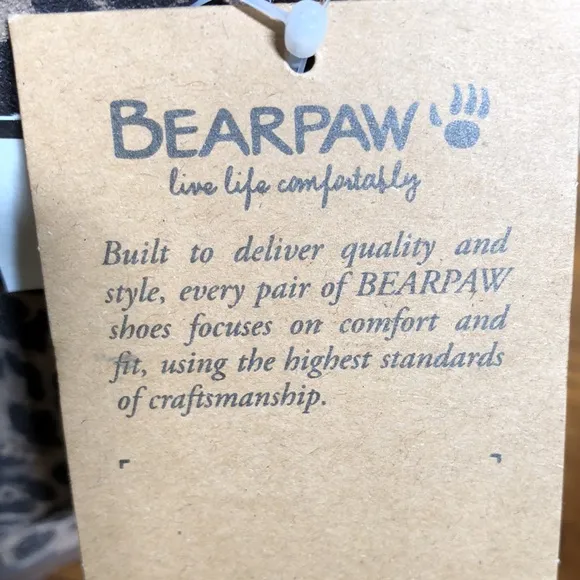 BEARPAW
live life comfortably
Built to deliver quality and
style, every pair of BEARPAW
shoes focuses on comfort and
fit, using the highest standards
of craftsmanship.